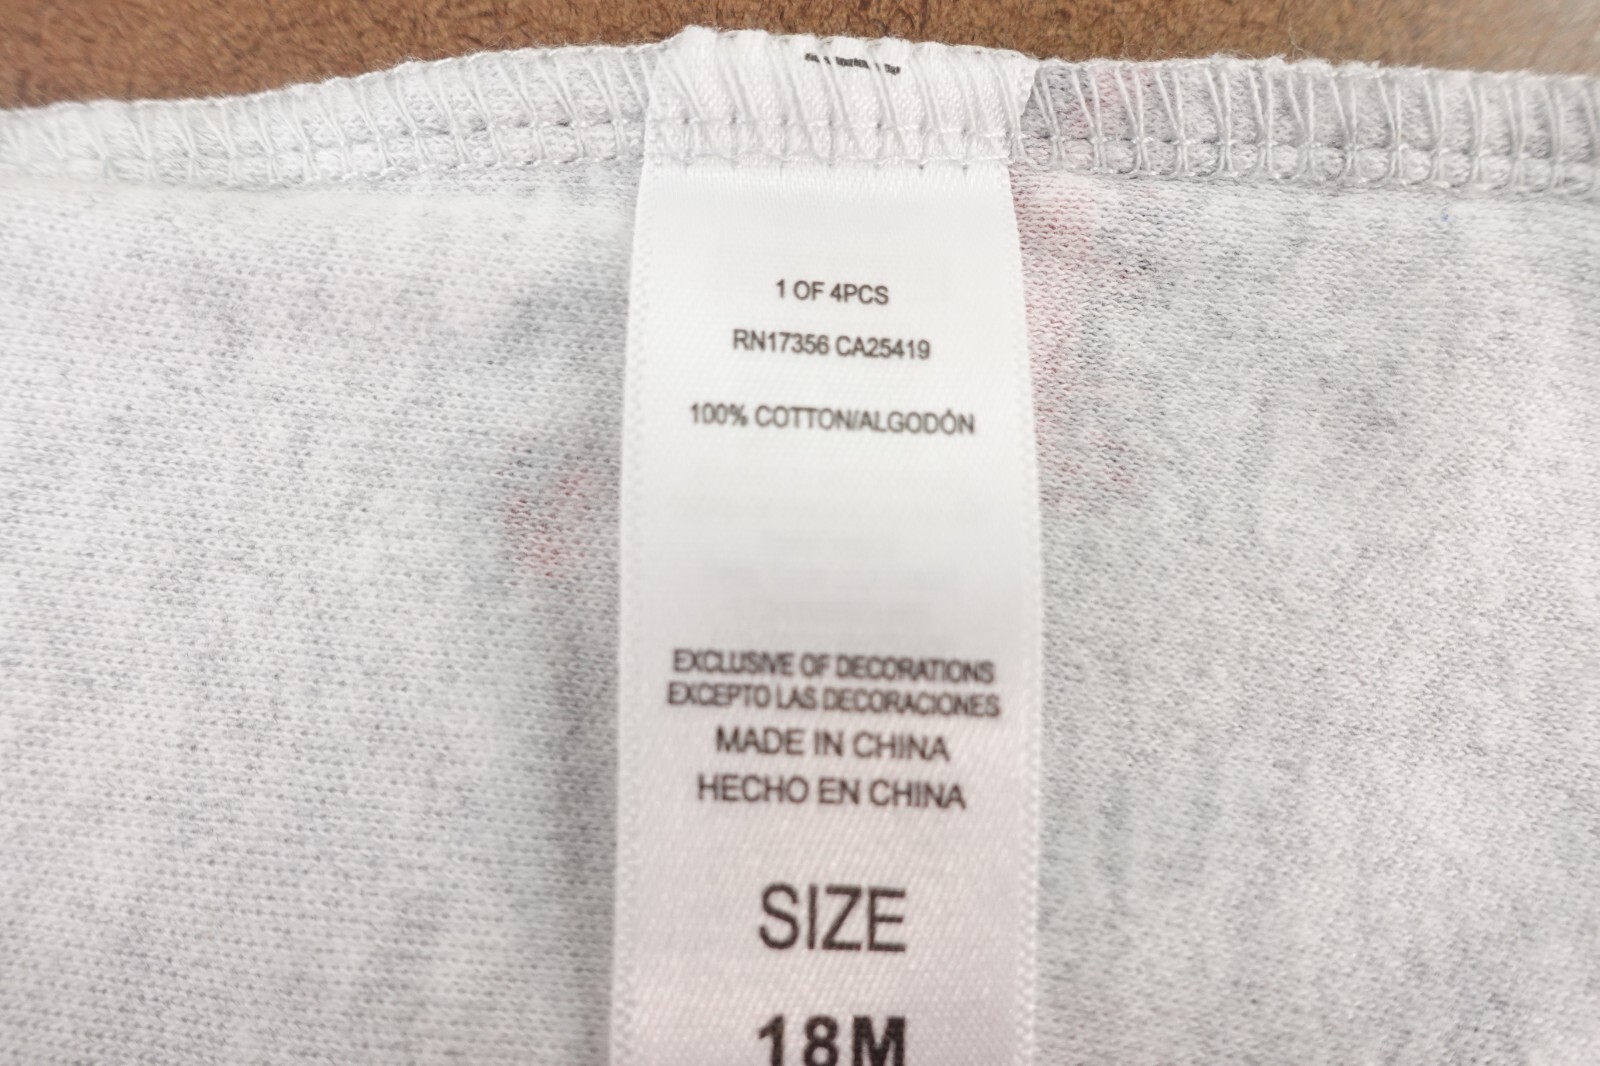 1 OF 4PCS
RN17356 CA25419
100% COTTON/ALGODÓN
EXCLUSIVE OF DECORATIONS
EXCEPTO LAS DECORACIONES
MADE IN CHINA
HECHO EN CHINA
SIZE
18M